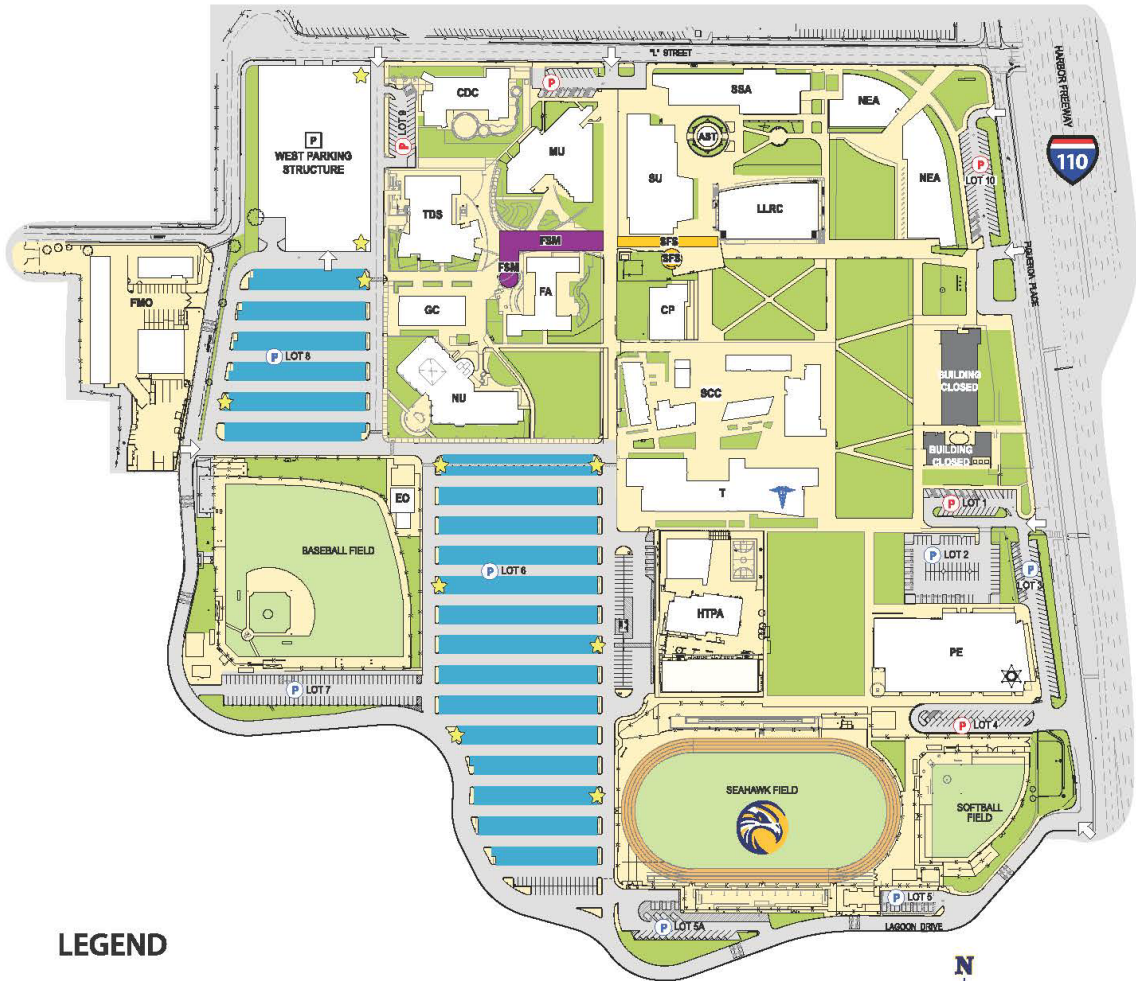 "L" STREET
HARBOR FREEWAY
110
P
WEST PARKING
STRUCTURE
LOT 9
P
CDC
P
MU
SSA
AST
SU
LLRC
NEA
NEA
P
LOT 10
FIGUEROA PLACE
TDS
FSM
FSM
SFS
SFS
FA
GC
CP
FMO
P LOT 8
NU
SCC
BUILDING
CLOSED
BUILDING
CLOSED
T
EO
BASEBALL FIELD
P LOT 6
P LOT 1
P
LOT 2
P
LOT 3
HTPA
PE
P
LOT 7
P
LOT 4
SEAHAWK FIELD
SOFTBALL
FIELD
P
LOT 5
P
LOT 5A
LAGOON DRIVE
LEGEND
N